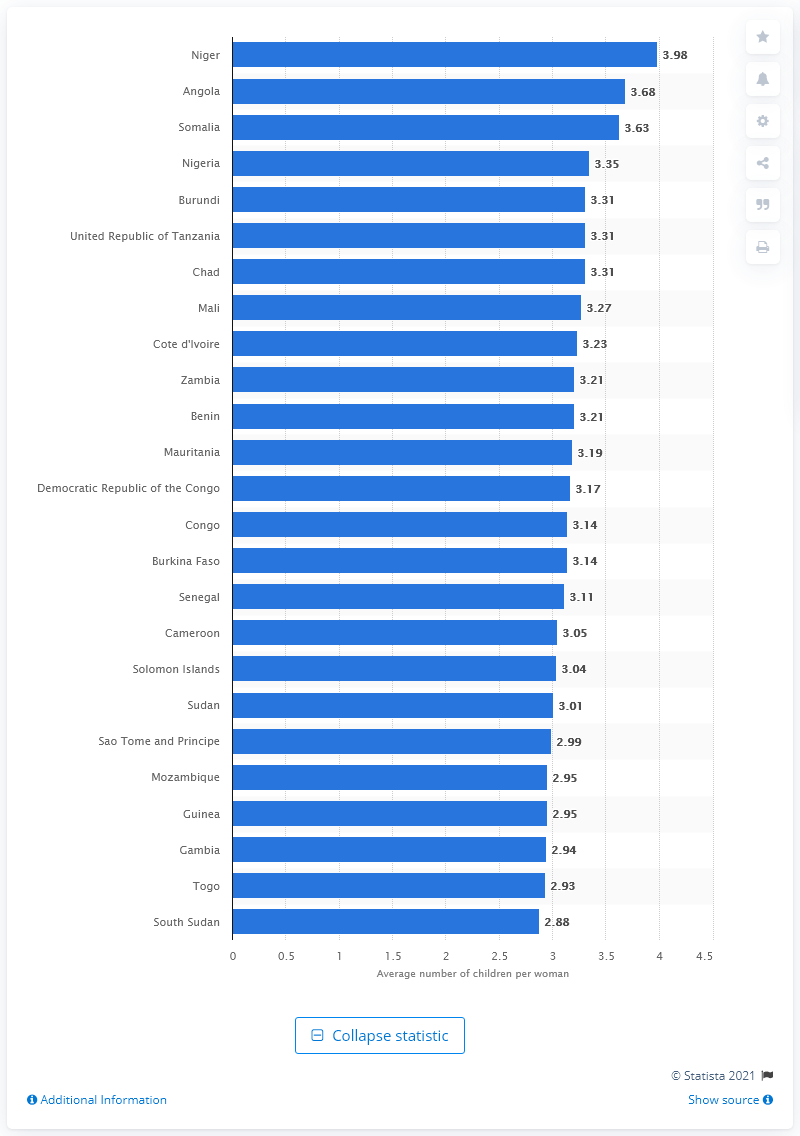 Niger 3.98
Angola 3.68
Somalia 3.63
Nigeria 3.35
Burundi 3.31
United Republic of Tanzania 3.31
Chad 3.31
Mali 3.27
Cote d'Ivoire 3.23
Zambia 3.21
Benin 3.21
Mauritania 3.19
Democratic Republic of the Congo 3.17
Congo 3.14
Burkina Faso 3.14
Senegal 3.11
Cameroon 3.05
Solomon Islands 3.04
Sudan 3.01
Sao Tome and Principe 2.99
Mozambique 2.95
Guinea 2.95
Gambia 2.94
Togo 2.93
South Sudan 2.88
0 0.5 1 1.5 2 2.5 3 3.5 4 4.5
Average number of children per woman
Collapse statistic
© Statista 2021
Additional Information Show source